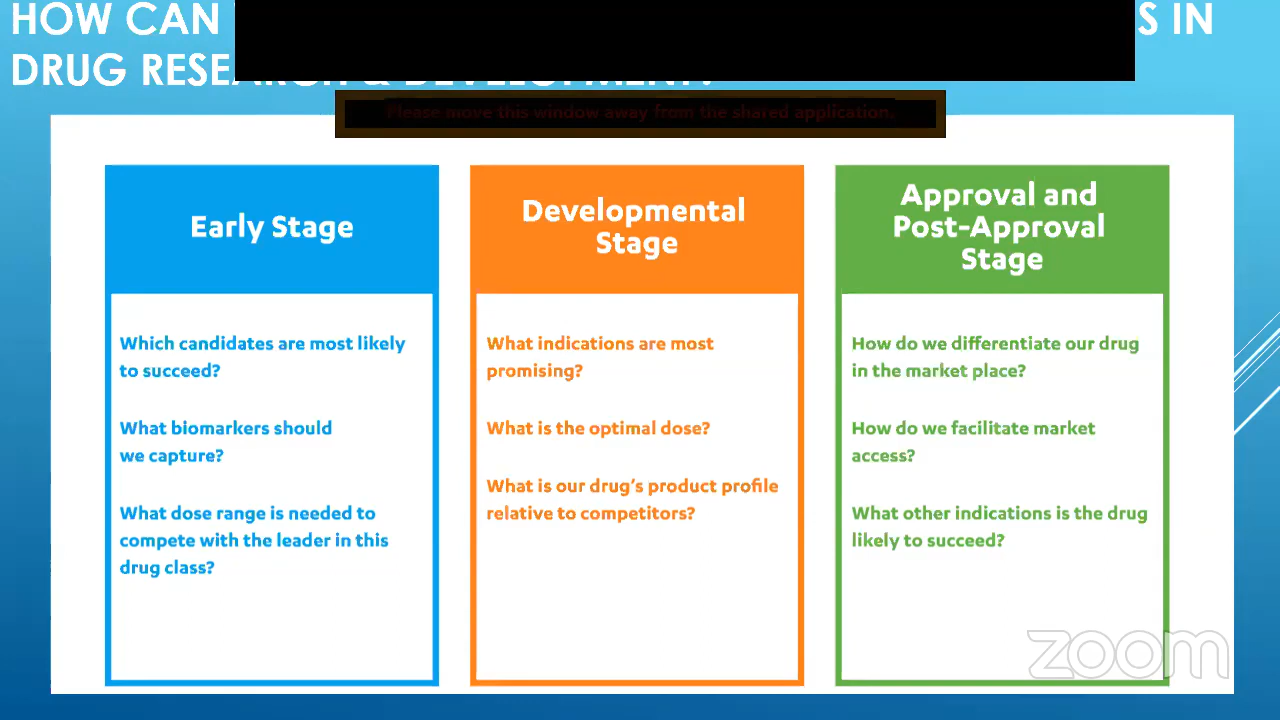 HOW CAN S IN
DRUG RESEARCH & DEVELOPMENT?
Please move this window away from the shared application.
Early Stage
Which candidates are most likely
to succeed?
What biomarkers should
we capture?
What dose range is needed to
compete with the leader in this
drug class?
Developmental
Stage
What indications are most
promising?
What is the optimal dose?
What is our drug's product profile
relative to competitors?
Approval and
Post-Approval
Stage
How do we differentiate our drug
in the market place?
How do we facilitate market
access?
What other indications is the drug
likely to succeed?
zoom